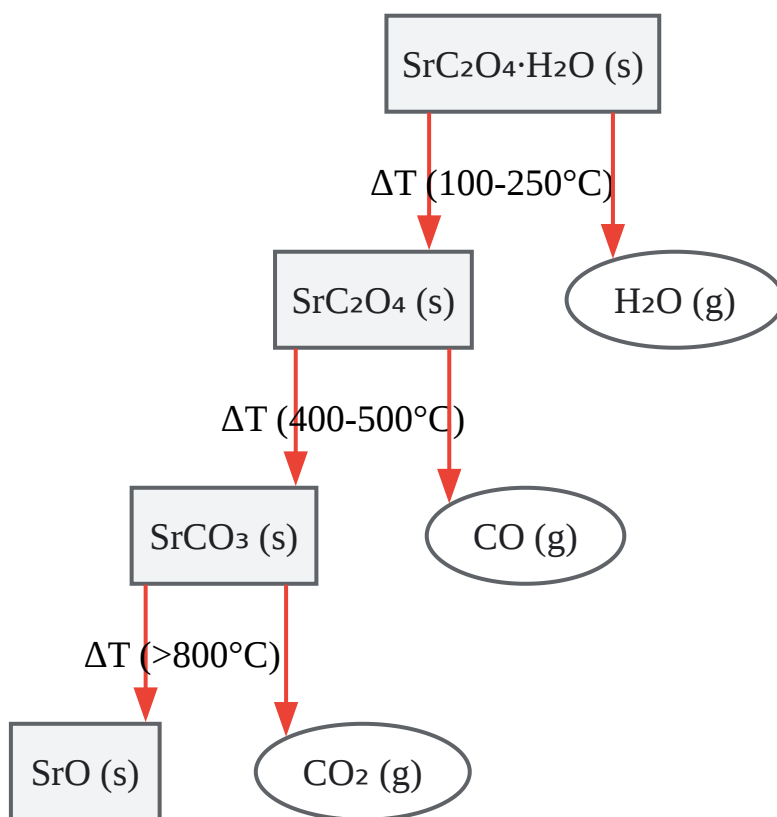 SrC₂O₄·H₂O (s)
ΔT (100-250°C)
SrC₂O₄ (s)
H₂O (g)
ΔT (400-500°C)
SrCO₃ (s)
CO (g)
ΔT (>800°C)
SrO (s)
CO₂ (g)